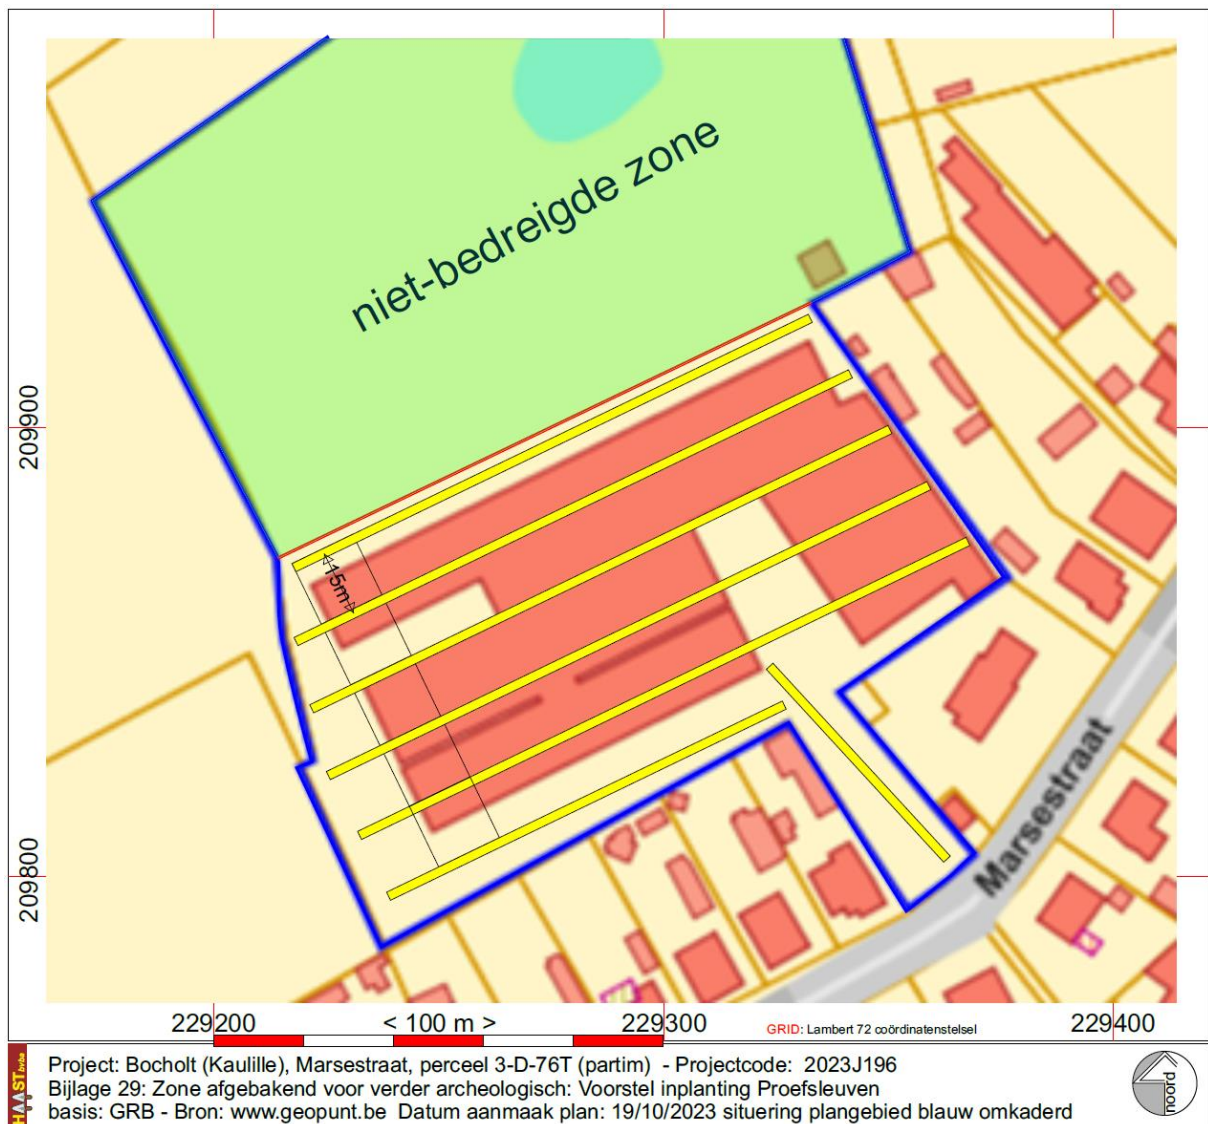 niet-bedreigde zone
209900
15m
Marsestraat
209800
229200
< 100 m >
229300
GRID: Lambert 72 coördinatenstelsel
229400
HAAST bvba
Project: Bocholt (Kaulille), Marsestraat, perceel 3-D-76T (partim) - Projectcode: 2023J196
Bijlage 29: Zone afgebakend voor verder archeologisch: Voorstel inplanting Proefsleuven
basis: GRB - Bron: www.geopunt.be Datum aanmaak plan: 19/10/2023 situering plangebied blauw omkaderd
noord